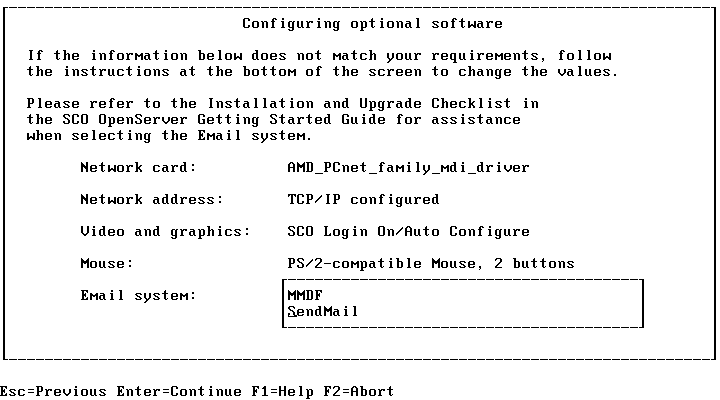 Configuring optional software
If the information below does not match your requirements, follow
the instructions at the bottom of the screen to change the values.
Please refer to the Installation and Upgrade Checklist in
the SCO OpenServer Getting Started Guide for assistance
when selecting the Email system.
Network card: AMD_PCnet_family_mdi_driver
Network address: TCP/IP configured
Video and graphics: SCO Login On/Auto Configure
Mouse: PS/2-compatible Mouse, 2 buttons
Email system: MMDF
SendMail
Esc=Previous Enter=Continue F1=Help F2=Abort